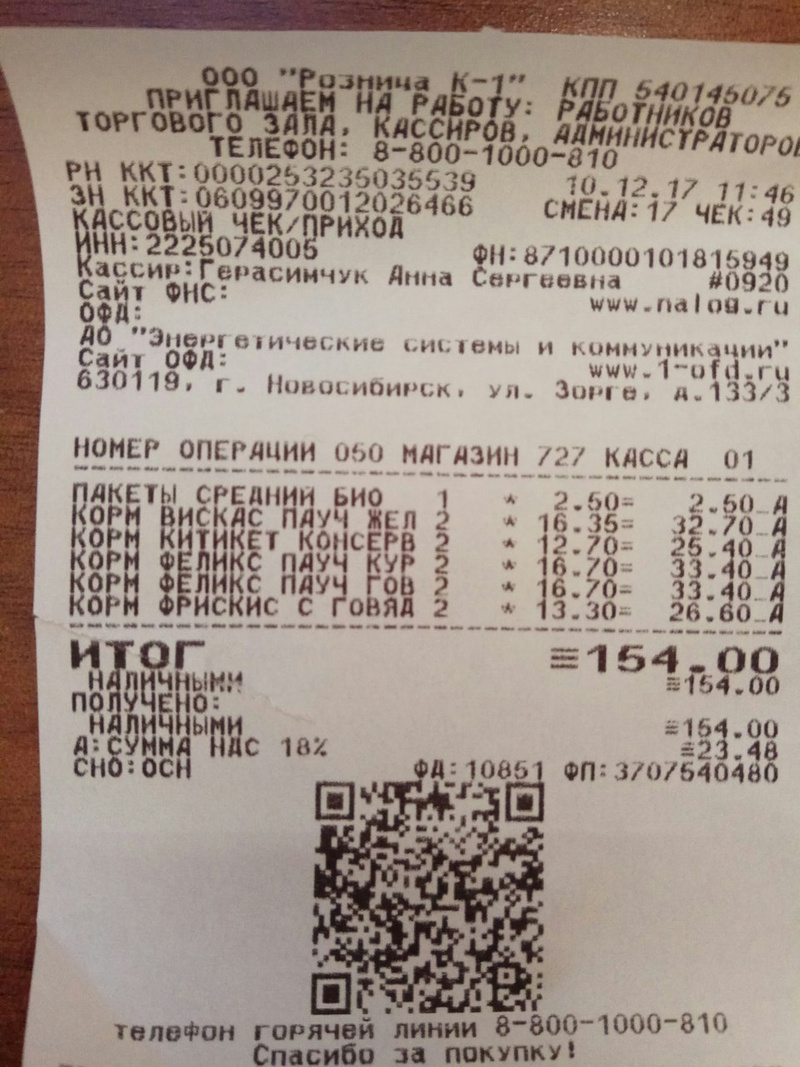 ООО "Рознича К-1" КПП 540145075
ПРИГЛАШАЕМ НА РАБОТУ: РАБОТНИКОВ
ТОРГОВОГО ЗАЛА, КАССИРОВ, АДМИНИСТРАТОРОВ
ТЕЛЕФОН: 8-800-1000-810
РН ККТ:0000253235035539 10.12.17 11:46
ЗН ККТ:0609970012026466 СМЕНА:17 ЧЕК:49
КАССОВЫЙ ЧЕК/ПРИХОД
ИНН:2225074005 ФН:8710000101815949
Кассир:Герасимчук Анна Сергеевна #0920
Сайт ФНС: www.nalog.ru
ОФД:
АО "Энергетические системы и коммуникации"
Сайт ОФД: www.1-ofd.ru
630119, г. Новосибирск, ул. Зорге, д.133/3
НОМЕР ОПЕРАЦИИ 050 МАГАЗИН 727 КАССА 01
ПАКЕТЫ СРЕДНИЙ БИО 1 * 2.50= 2.50_А
КОРМ ВИСКАС ПАУЧ ЖЕЛ 2 * 16.35= 32.70_А
КОРМ КИТИКЕТ КОНСЕРВ 2 * 12.70= 25.40_А
КОРМ ФЕЛИКС ПАУЧ КУР 2 * 16.70= 33.40_А
КОРМ ФЕЛИКС ПАУЧ ГОВ 2 * 16.70= 33.40_А
КОРМ ФРИСКИС С ГОВЯД 2 * 13.30= 26.60_А
ИТОГ ≡154.00
НАЛИЧНЫМИ ≡154.00
ПОЛУЧЕНО:
НАЛИЧНЫМИ ≡154.00
А:СУММА НДС 18% ≡23.48
СНО:ОСН ФД:10851 ФП:3707540480
телефон горячей линии 8-800-1000-810
Спасибо за покупку!